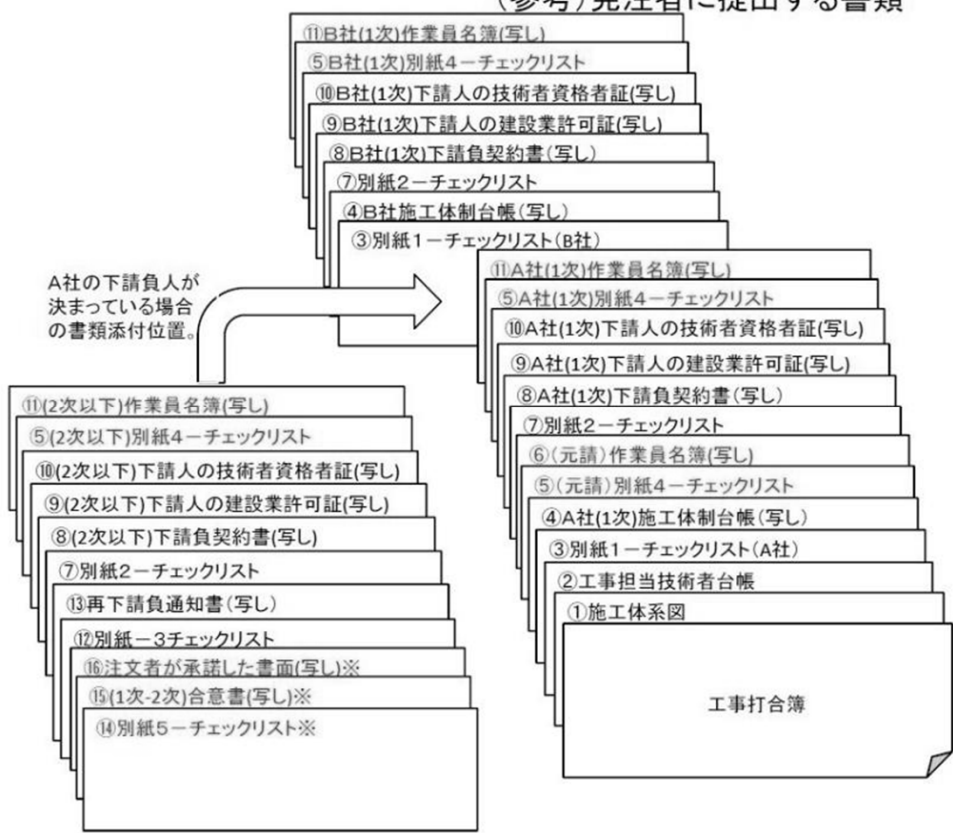 (参考)発注者に提出する書類
⑪B社(1次)作業員名簿(写し)
⑤B社(1次)別紙4－チェックリスト
⑩B社(1次)下請人の技術者資格者証(写し)
⑨B社(1次)下請人の建設業許可証(写し)
⑧B社(1次)下請負契約書(写し)
⑦別紙2－チェックリスト
④B社施工体制台帳(写し)
③別紙1－チェックリスト(B社)
A社の下請負人が
決まっている場合
の書類添付位置。
⑪A社(1次)作業員名簿(写し)
⑤A社(1次)別紙4－チェックリスト
⑩A社(1次)下請人の技術者資格者証(写し)
⑨A社(1次)下請人の建設業許可証(写し)
⑧A社(1次)下請負契約書(写し)
⑦別紙2－チェックリスト
⑥(元請)作業員名簿(写し)
⑤(元請)別紙4－チェックリスト
④A社(1次)施工体制台帳(写し)
③別紙1－チェックリスト(A社)
②工事担当技術者台帳
①施工体系図
工事打合簿
⑪(2次以下)作業員名簿(写し)
⑤(2次以下)別紙4－チェックリスト
⑩(2次以下)下請人の技術者資格者証(写し)
⑨(2次以下)下請人の建設業許可証(写し)
⑧(2次以下)下請負契約書(写し)
⑦別紙2－チェックリスト
⑬再下請負通知書(写し)
⑫別紙－3チェックリスト
⑯注文者が承諾した書面(写し)※
⑮(1次-2次)合意書(写し)※
⑭別紙5－チェックリスト※